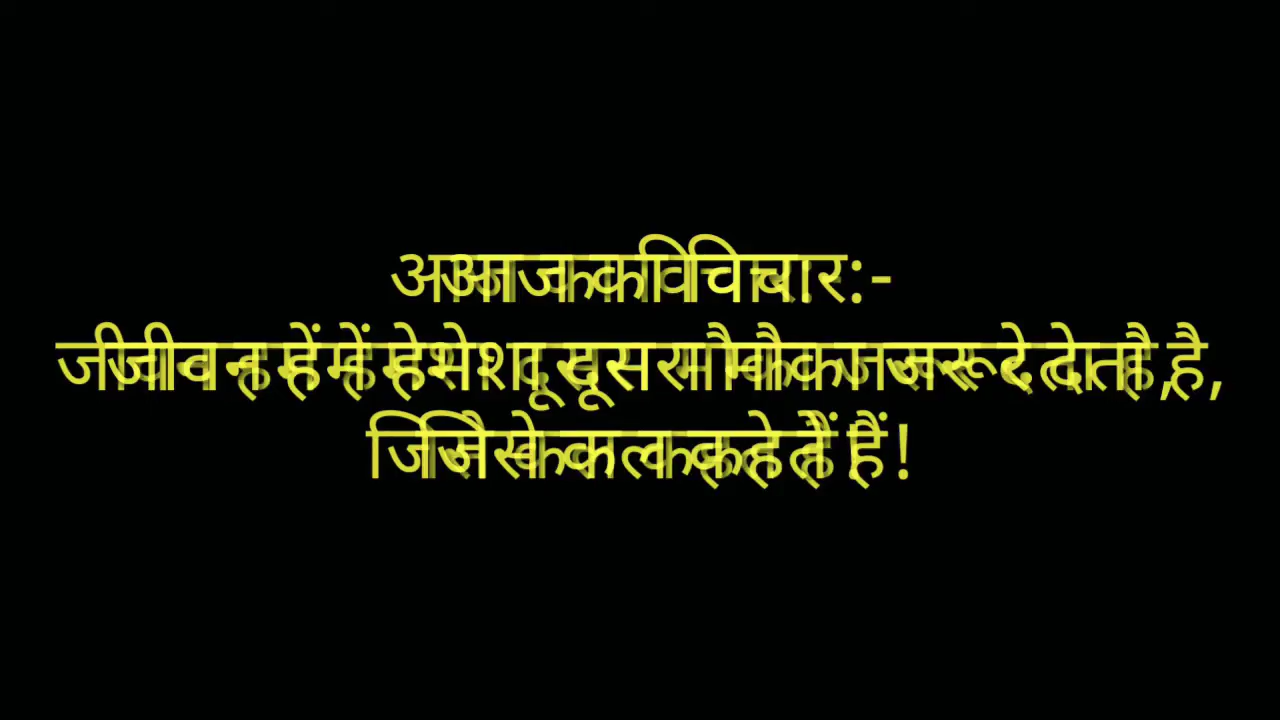 आज का विचार:-
जीवन हमें हमेशा दूसरा मौका जरूर देता है,
जिसे कल कहते हैं!